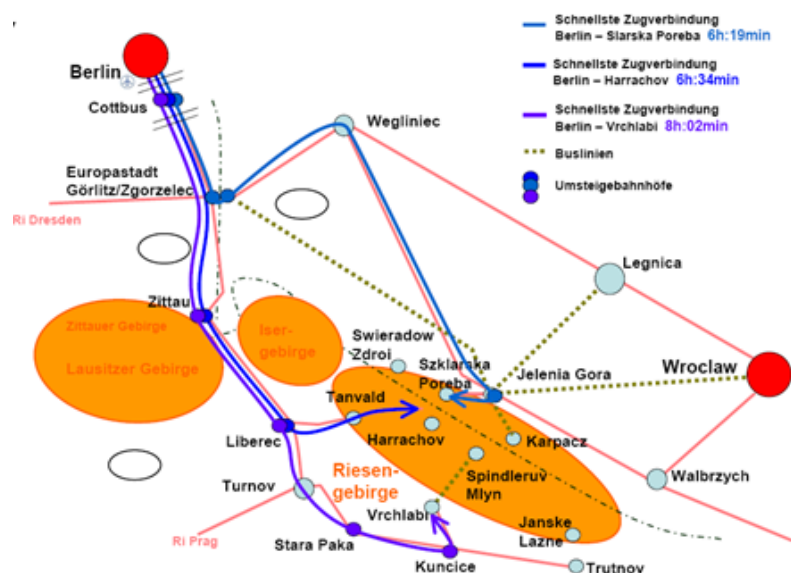 Schnellste Zugverbindung
Berlin – Slarska Poreba 6h:19min
Schnellste Zugverbindung
Berlin – Harrachov 6h:34min
Schnellste Zugverbindung
Berlin – Vrchlabi 8h:02min
Buslinien
Umsteigebahnhöfe
Berlin
Cottbus
Wegliniec
Europastadt
Görlitz/Zgorzelec
Ri Dresden
Legnica
Zittau
Zittauer Gebirge
Lausitzer Gebirge
Iser-
gebirge
Swieradow
Zdroi
Szklarska
Poreba
Jelenia Gora
Wroclaw
Tanvald
Liberec
Harrachov
Karpacz
Riesen-
gebirge
Spindleruv
Mlyn
Walbrzych
Turnov
Vrchlabi
Janske
Lazne
Ri Prag
Stara Paka
Kuncice
Trutnov